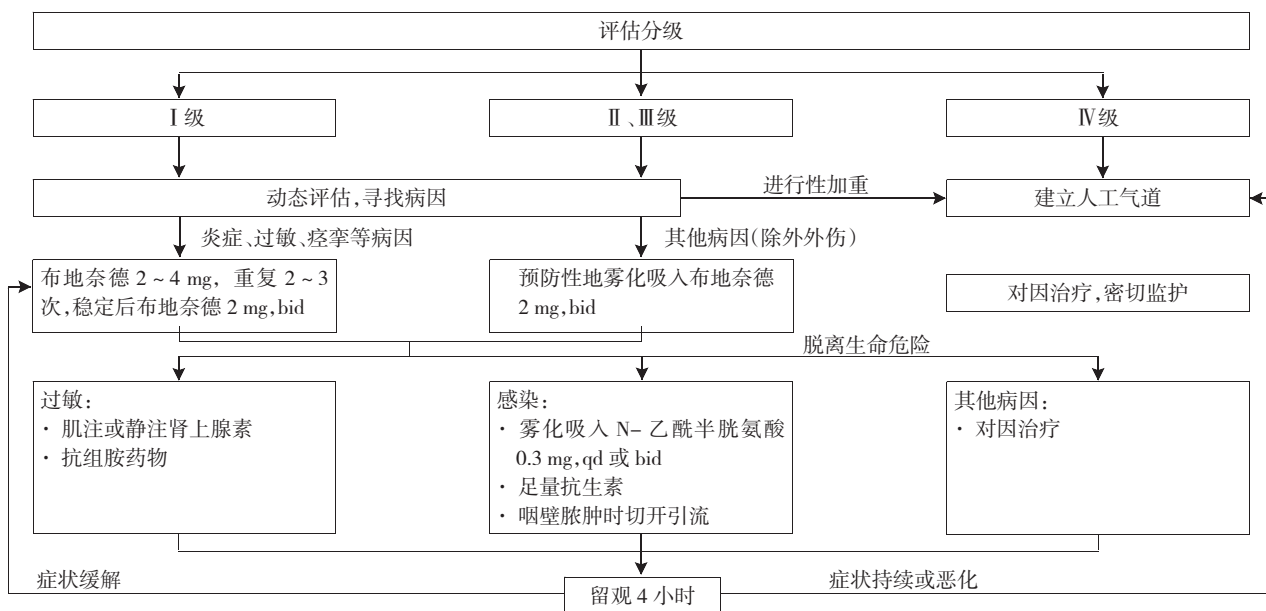 评估分级
Ⅰ级
Ⅱ、Ⅲ级
Ⅳ级
动态评估,寻找病因
进行性加重
建立人工气道
炎症、过敏、痉挛等病因
其他病因(除外外伤)
布地奈德 2～4 mg, 重复 2～3
次,稳定后布地奈德 2 mg,bid
预防性地雾化吸入布地奈德
2 mg,bid
对因治疗,密切监护
脱离生命危险
过敏:
· 肌注或静注肾上腺素
· 抗组胺药物
感染:
· 雾化吸入 N- 乙酰半胱氨酸
0.3 mg,qd 或 bid
· 足量抗生素
· 咽壁脓肿时切开引流
其他病因:
· 对因治疗
症状缓解
留观 4 小时
症状持续或恶化